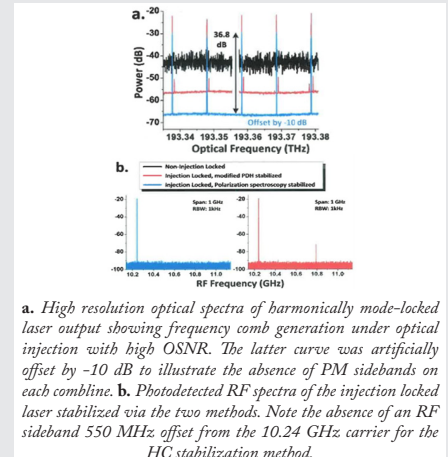 a.
-20
-30
-40
-50
-60
-70
Power (dB)
36.8
dB
Offset by -10 dB
193.34 193.35 193.36 193.37 193.38
Optical Frequency (THz)
b.
Non-Injection Locked
Injection Locked, modified PDH stabilized
Injection Locked, Polarization spectroscopy stabilized
-20
-40
-60
-80
-100
Span: 1 GHz
RBW: 1kHz
10.2 10.4 10.6 10.8 11.0
-20
-40
-60
-80
-100
Span: 1 GHz
RBW: 1kHz
10.2 10.4 10.6 10.8 11.0
RF Frequency (GHz)
a. High resolution optical spectra of harmonically mode-locked
laser output showing frequency comb generation under optical
injection with high OSNR. The latter curve was artificially
offset by -10 dB to illustrate the absence of PM sidebands on
each combline. b. Photodetected RF spectra of the injection locked
laser stabilized via the two methods. Note the absence of an RF
sideband 550 MHz offset from the 10.24 GHz carrier for the
HC stabilization method.